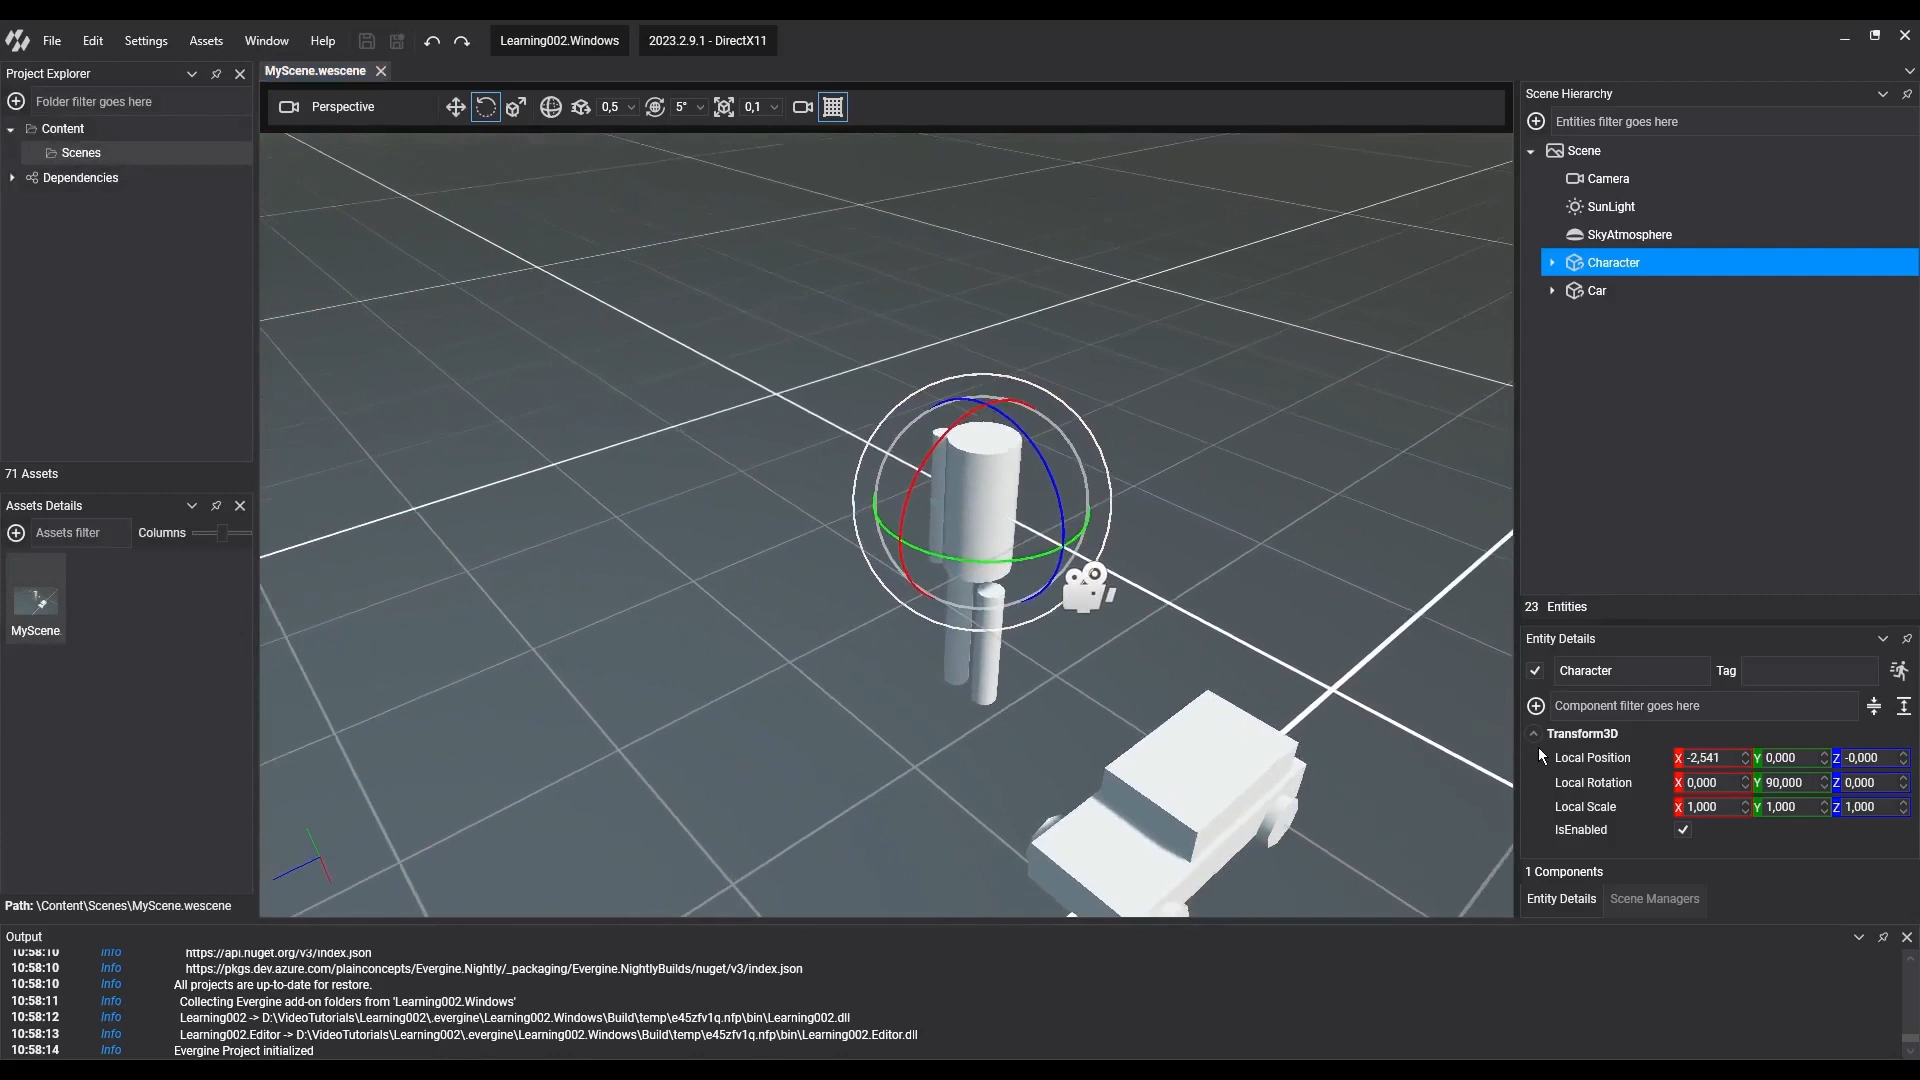 File Edit Settings Assets Window Help Learning002.Windows 2023.2.9.1 - DirectX11
Project Explorer
Folder filter goes here
Content
Scenes
Dependencies
71 Assets
Assets Details
Assets filter Columns
MyScene
Path: \Content\Scenes\MyScene.wescene
MyScene.wescene
Perspective 0,5 5° 0,1
Scene Hierarchy
Entities filter goes here
Scene
Camera
SunLight
SkyAtmosphere
Character
Car
23 Entities
Entity Details
Character Tag
Component filter goes here
Transform3D
Local Position X -2,541 Y 0,000 Z -0,000
Local Rotation X 0,000 Y 90,000 Z 0,000
Local Scale X 1,000 Y 1,000 Z 1,000
IsEnabled
1 Components
Entity Details Scene Managers
Output
10:58:10 Info https://api.nuget.org/v3/index.json
10:58:10 Info https://pkgs.dev.azure.com/plainconcepts/Evergine.Nightly/_packaging/Evergine.NightlyBuilds/nuget/v3/index.json
10:58:10 Info All projects are up-to-date for restore.
10:58:11 Info Collecting Evergine add-on folders from 'Learning002.Windows'
10:58:12 Info Learning002 -> D:\VideoTutorials\Learning002\.evergine\Learning002.Windows\Build\temp\e45zfv1q.nfp\bin\Learning002.dll
10:58:13 Info Learning002.Editor -> D:\VideoTutorials\Learning002\.evergine\Learning002.Windows\Build\temp\e45zfv1q.nfp\bin\Learning002.Editor.dll
10:58:14 Info Evergine Project initialized